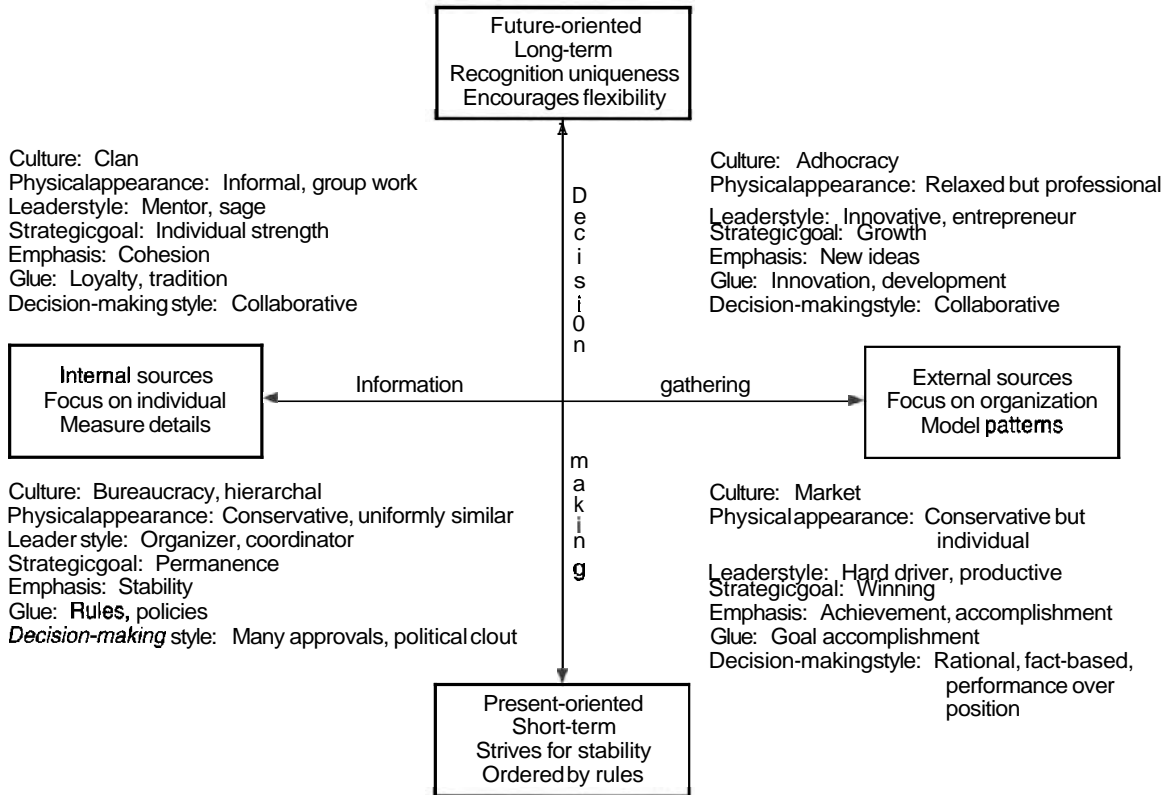 Future-oriented
Long-term
Recognition uniqueness
Encourages flexibility
Culture: Clan
Physicalappearance: Informal, group work
Leaderstyle: Mentor, sage
Strategicgoal: Individual strength
Emphasis: Cohesion
Glue: Loyalty, tradition
Decision-making style: Collaborative
Decision
Culture: Adhocracy
Physicalappearance: Relaxed but professional
Leaderstyle: Innovative, entrepreneur
Strategicgoal: Growth
Emphasis: New ideas
Glue: Innovation, development
Decision-makingstyle: Collaborative
Internal sources
Focus on individual
Measure details
Information gathering
External sources
Focus on organization
Model patterns
Culture: Bureaucracy, hierarchal
Physicalappearance: Conservative, uniformly similar
Leader style: Organizer, coordinator
Strategicgoal: Permanence
Emphasis: Stability
Glue: Rules, policies
Decision-making style: Many approvals, political clout
making
Culture: Market
Physicalappearance: Conservative but
individual
Leaderstyle: Hard driver, productive
Strategicgoal: Winning
Emphasis: Achievement, accomplishment
Glue: Goal accomplishment
Decision-makingstyle: Rational, fact-based,
performance over
position
Present-oriented
Short-term
Strives for stability
Ordered by rules